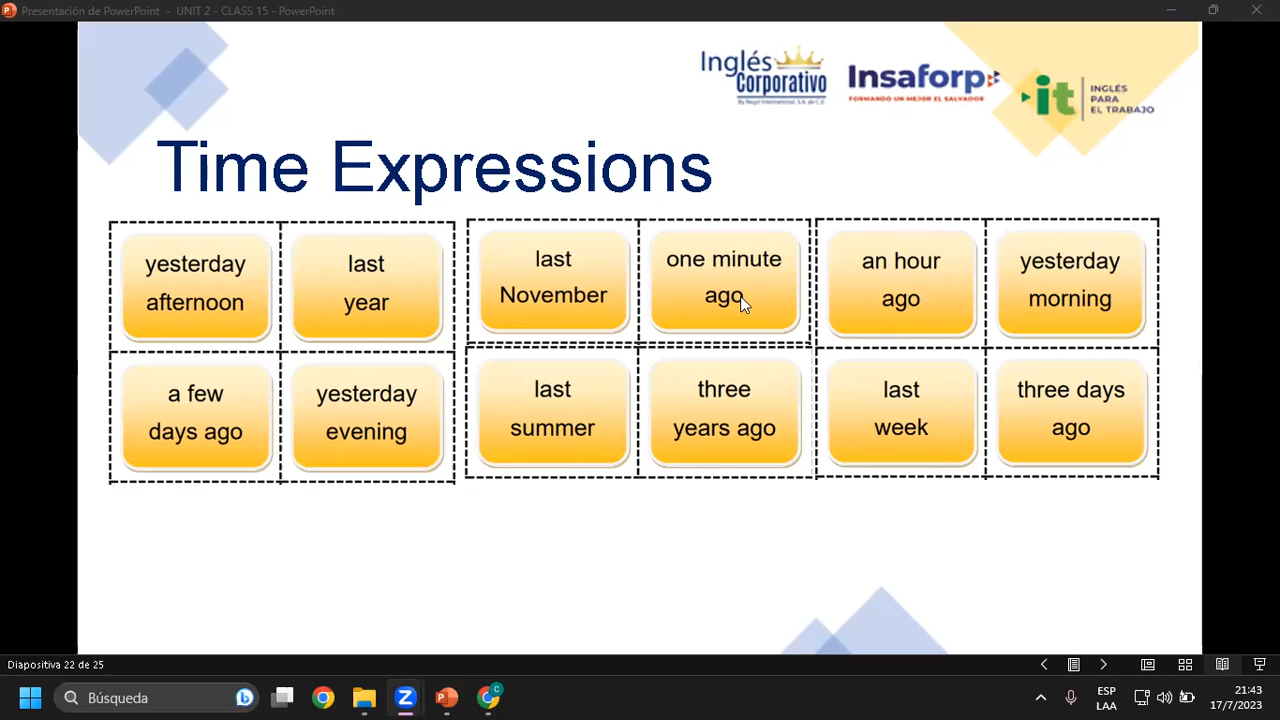 Presentación de PowerPoint - UNIT 2 - CLASS 15 - PowerPoint
Inglés
Corporativo
Insaforp
FORMANDO UN MEJOR EL SALVADOR
it
INGLÉS
PARA
EL TRABAJO
Time Expressions
yesterday
afternoon
last
year
last
November
one minute
ago
an hour
ago
yesterday
morning
a few
days ago
yesterday
evening
last
summer
three
years ago
last
week
three days
ago
Diapositiva 22 de 25
Búsqueda
ESP
LAA
21:43
17/7/2023